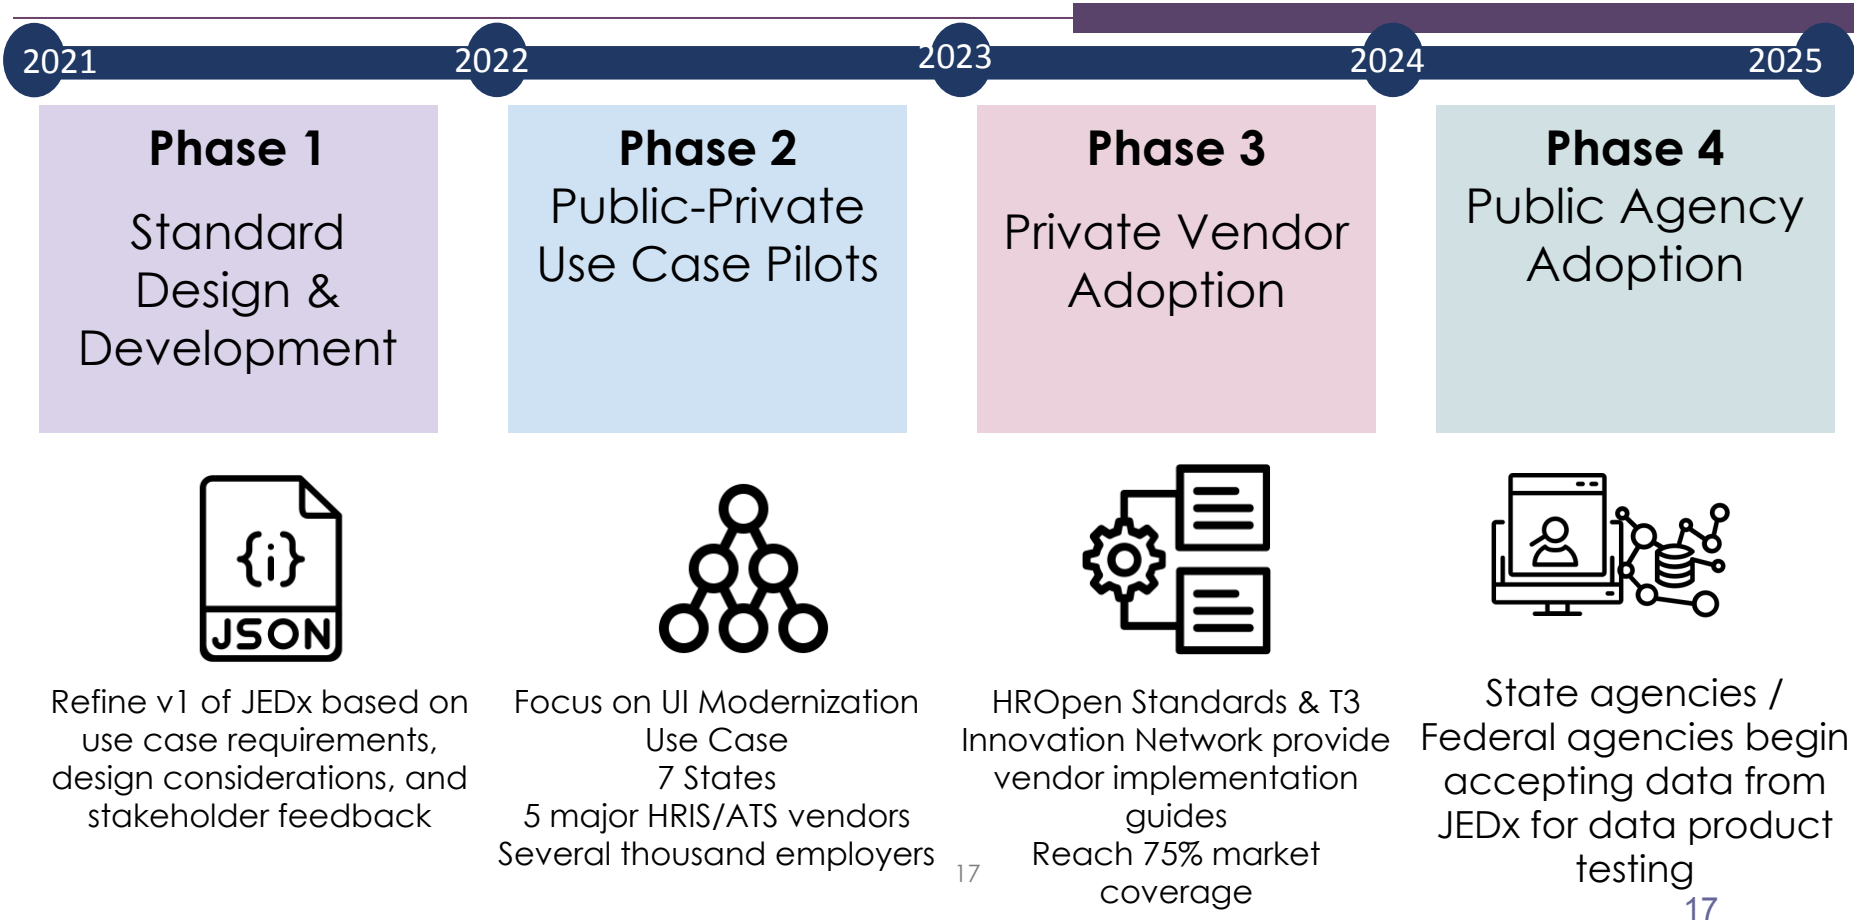 2021
2022
2023
2024
2025
Phase 1
Standard
Design &
Development
Phase 2
Public-Private
Use Case Pilots
Phase 3
Private Vendor
Adoption
Phase 4
Public Agency
Adoption
{i}
JSON
Refine v1 of JEDx based on
use case requirements,
design considerations, and
stakeholder feedback
Focus on UI Modernization
Use Case
7 States
5 major HRIS/ATS vendors
Several thousand employers
HROpen Standards & T3
Innovation Network provide
vendor implementation
guides
Reach 75% market
coverage
State agencies /
Federal agencies begin
accepting data from
JEDx for data product
testing
17
17